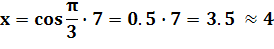 x = cos π/3 · 7 = 0.5 · 7 = 3.5 ≈ 4